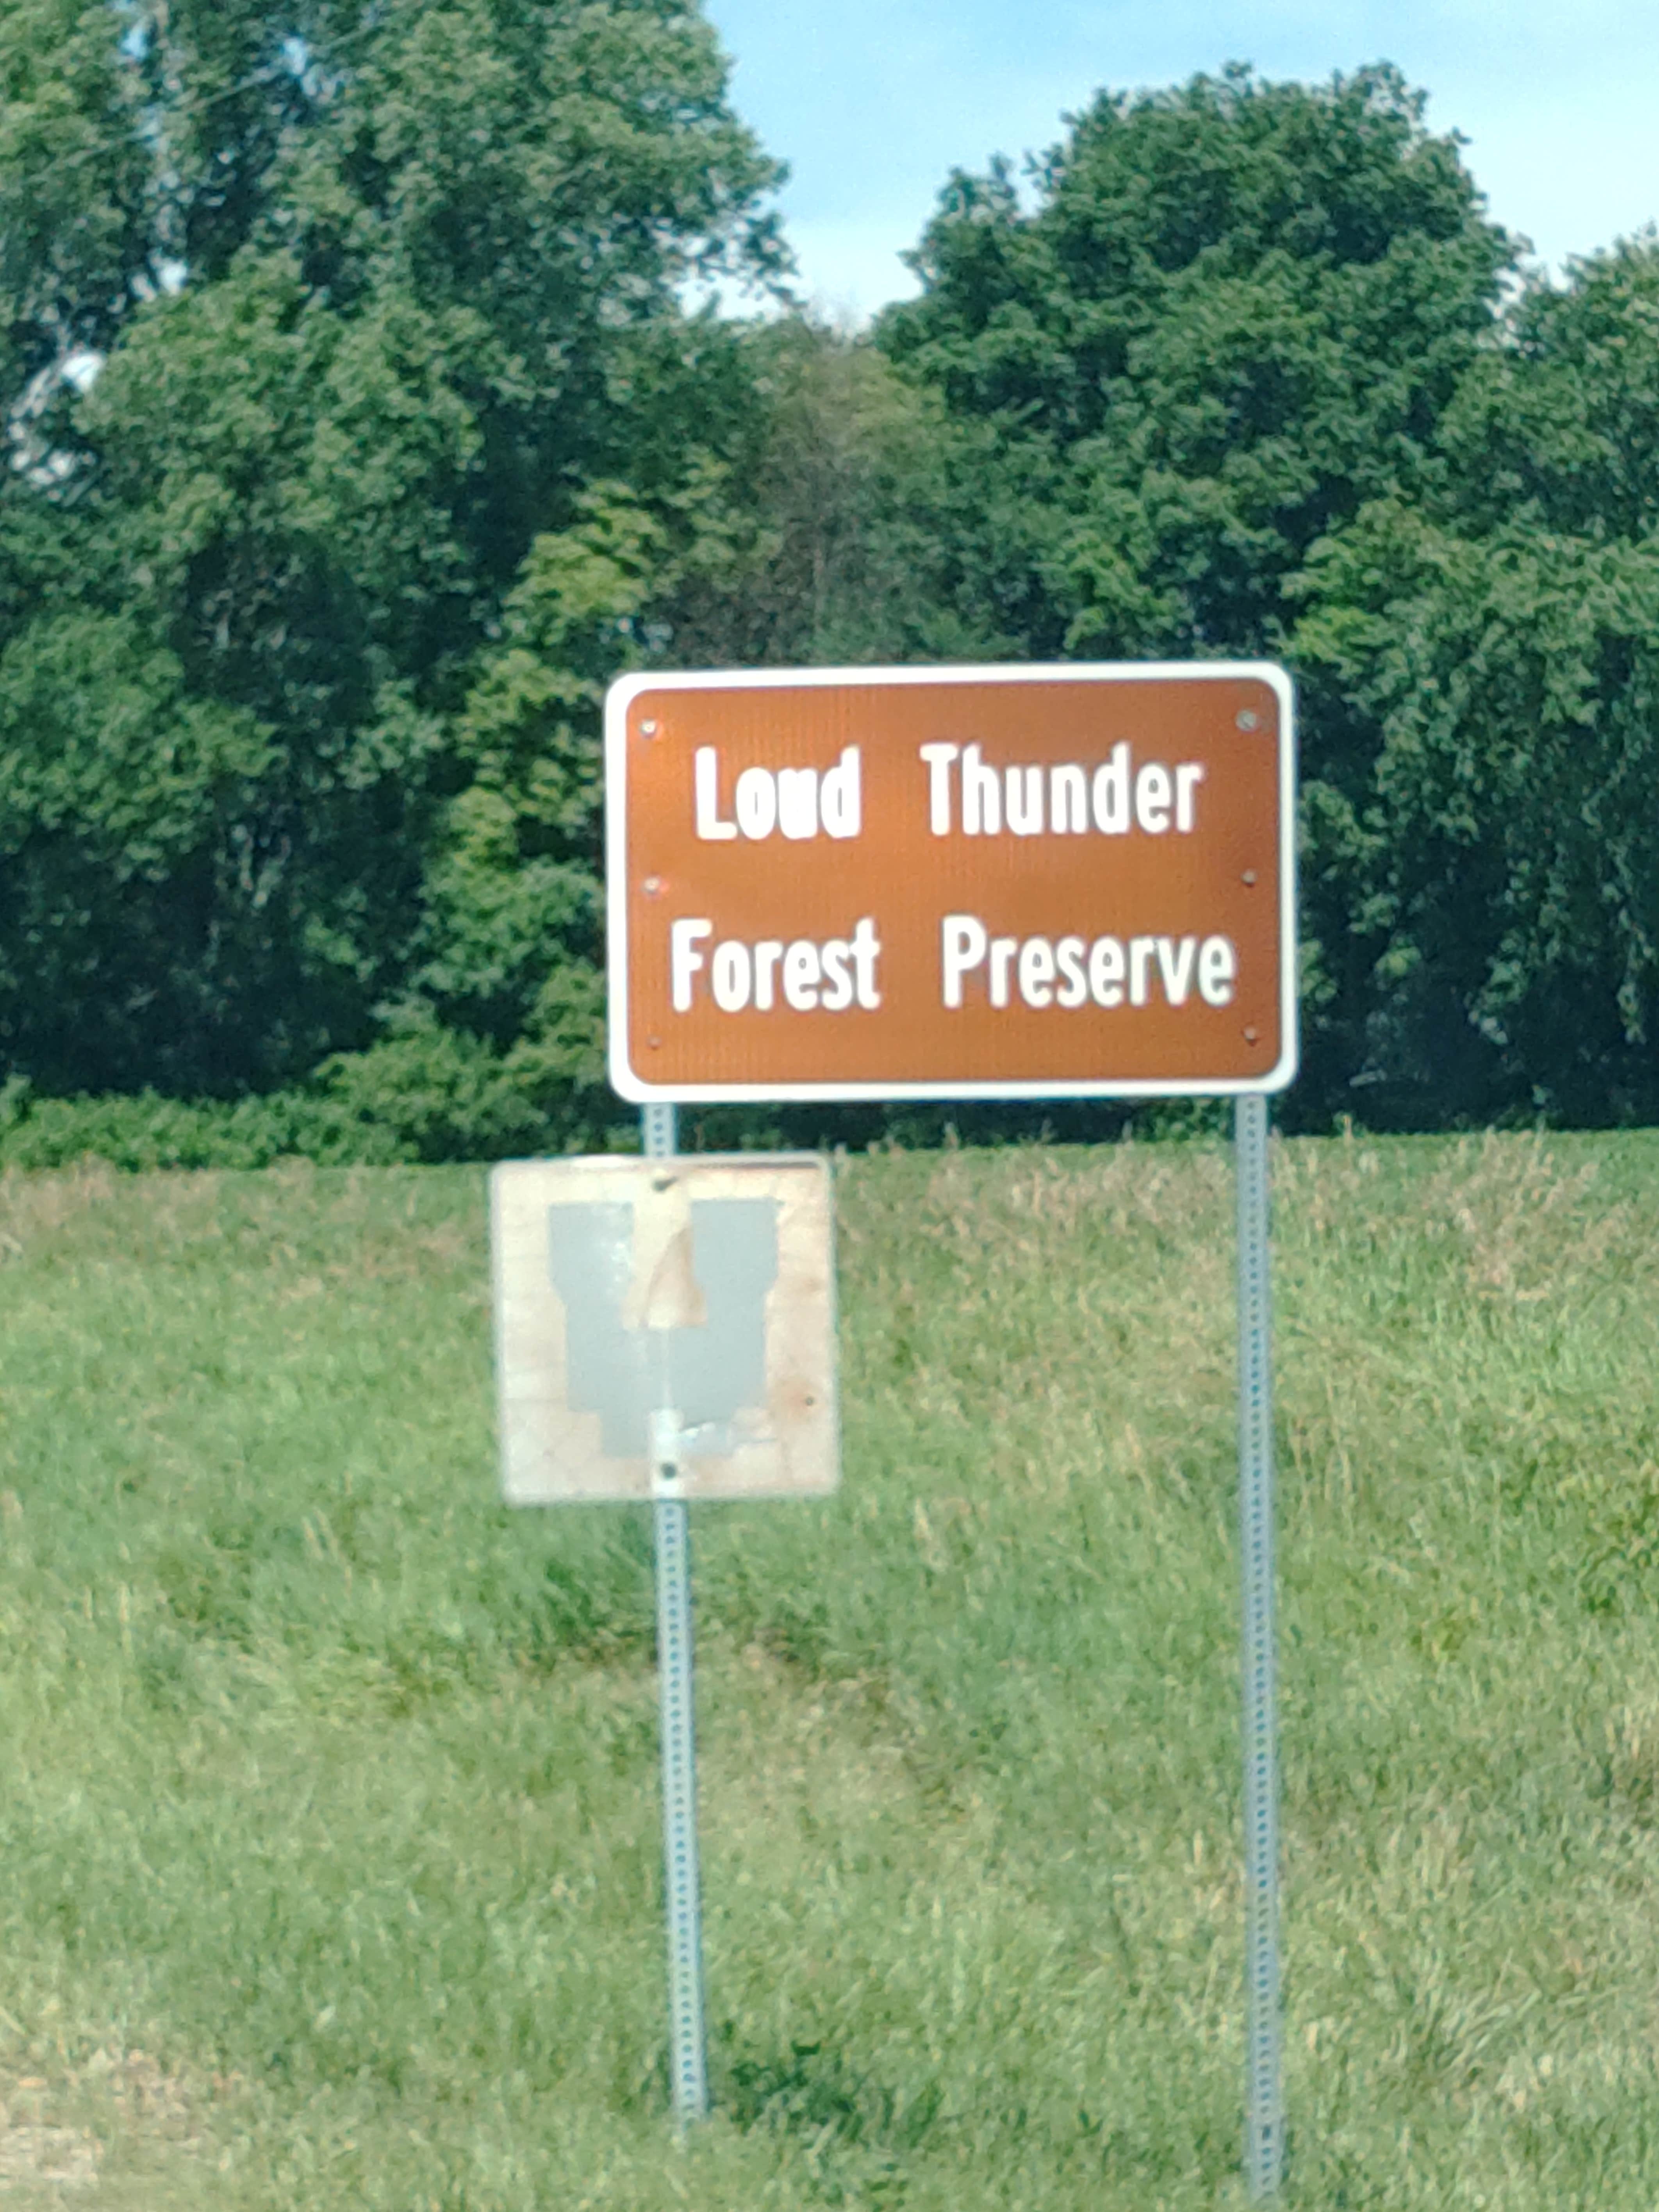 Loud Thunder
Forest Preserve